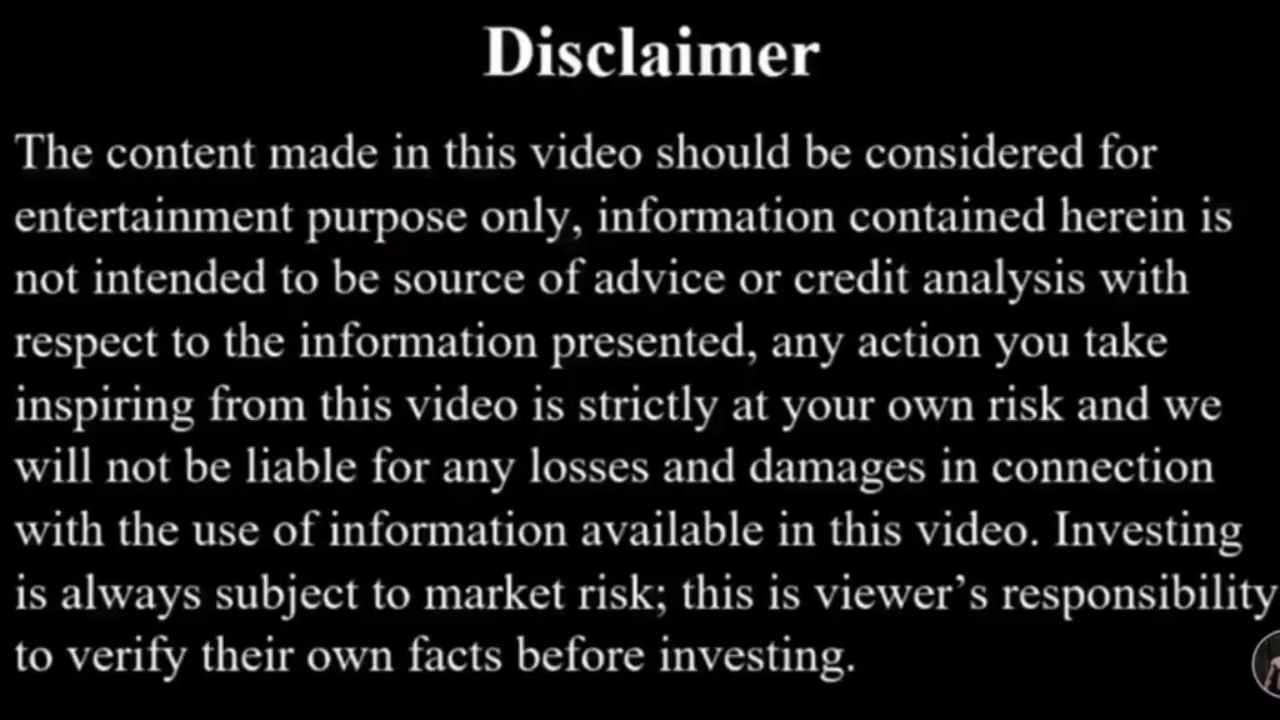 Disclaimer
The content made in this video should be considered for
entertainment purpose only, information contained herein is
not intended to be source of advice or credit analysis with
respect to the information presented, any action you take
inspiring from this video is strictly at your own risk and we
will not be liable for any losses and damages in connection
with the use of information available in this video. Investing
is always subject to market risk; this is viewer’s responsibility
to verify their own facts before investing.